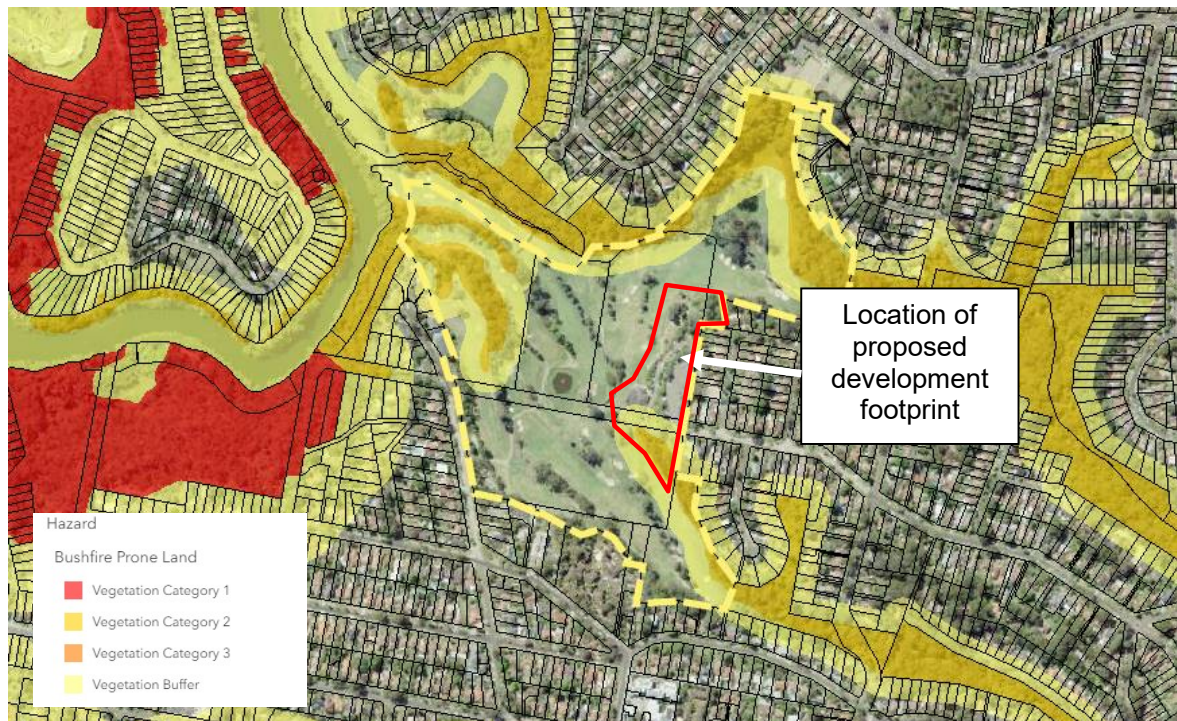 Location of
proposed
development
footprint
Hazard
Bushfire Prone Land
Vegetation Category 1
Vegetation Category 2
Vegetation Category 3
Vegetation Buffer